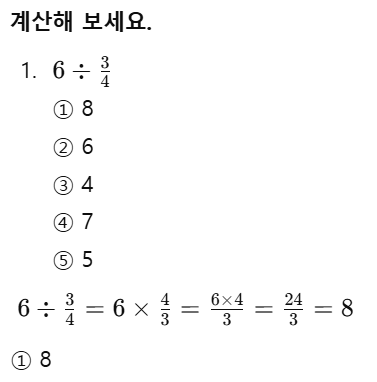 계산해 보세요.
1. 6 ÷ 3/4
① 8
② 6
③ 4
④ 7
⑤ 5
6 ÷ 3/4 = 6 × 4/3 = 6×4/3 = 24/3 = 8
① 8